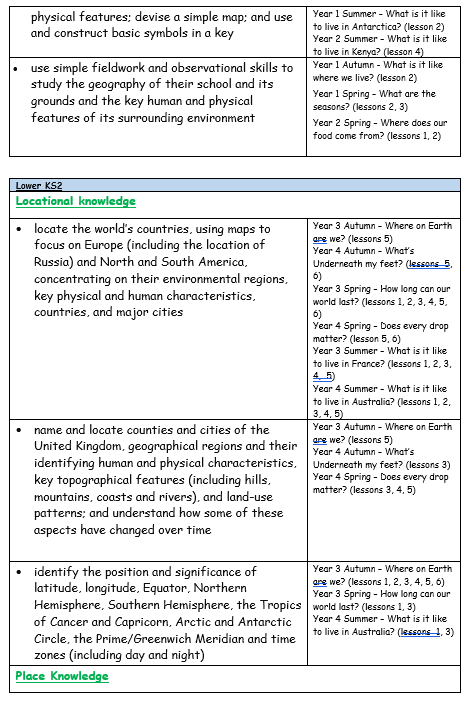 physical features; devise a simple map; and use
and construct basic symbols in a key
Year 1 Summer – What is it like
to live in Antarctica? (lesson 2)
Year 2 Summer – What is it like
to live in Kenya? (lesson 4)
• use simple fieldwork and observational skills to
study the geography of their school and its
grounds and the key human and physical
features of its surrounding environment
Year 1 Autumn – What is it like
where we live? (lesson 2)
Year 1 Spring – What are the
seasons? (lessons 2, 3)
Year 2 Spring – Where does our
food come from? (lessons 1, 2)
Lower KS2
Locational knowledge
• locate the world's countries, using maps to
focus on Europe (including the location of
Russia) and North and South America,
concentrating on their environmental regions,
key physical and human characteristics,
countries, and major cities
Year 3 Autumn – Where on Earth
are we? (lessons 5)
Year 4 Autumn – What's
Underneath my feet? (lessons 5,
6)
Year 3 Spring – How long can our
world last? (lessons 1, 2, 3, 4, 5,
6)
Year 4 Spring – Does every drop
matter? (lesson 5, 6)
Year 3 Summer – What is it like
to live in France? (lessons 1, 2, 3,
4, 5)
Year 4 Summer – What is it like
to live in Australia? (lessons 1, 2,
3, 4, 5)
• name and locate counties and cities of the
United Kingdom, geographical regions and their
identifying human and physical characteristics,
key topographical features (including hills,
mountains, coasts and rivers), and land-use
patterns; and understand how some of these
aspects have changed over time
Year 3 Autumn – Where on Earth
are we? (lessons 5)
Year 4 Autumn – What's
Underneath my feet? (lessons 3)
Year 4 Spring – Does every drop
matter? (lessons 3, 4, 5)
• identify the position and significance of
latitude, longitude, Equator, Northern
Hemisphere, Southern Hemisphere, the Tropics
of Cancer and Capricorn, Arctic and Antarctic
Circle, the Prime/Greenwich Meridian and time
zones (including day and night)
Year 3 Autumn – Where on Earth
are we? (lessons 1, 2, 3, 4, 5, 6)
Year 3 Spring – How long can our
world last? (lessons 1, 3)
Year 4 Summer – What is it like
to live in Australia? (lessons 1, 3)
Place Knowledge